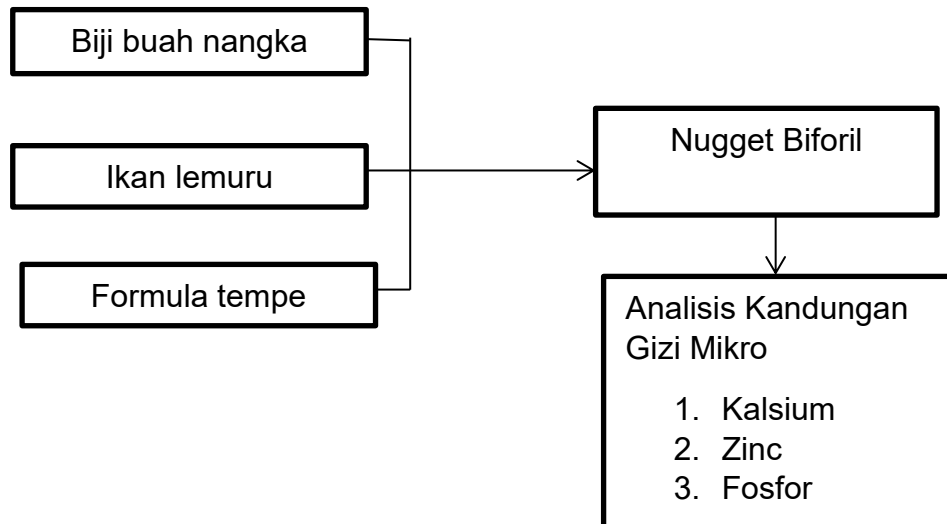 Biji buah nangka
Ikan lemuru
Formula tempe
Nugget Biforil
Analisis Kandungan
Gizi Mikro
1. Kalsium
2. Zinc
3. Fosfor